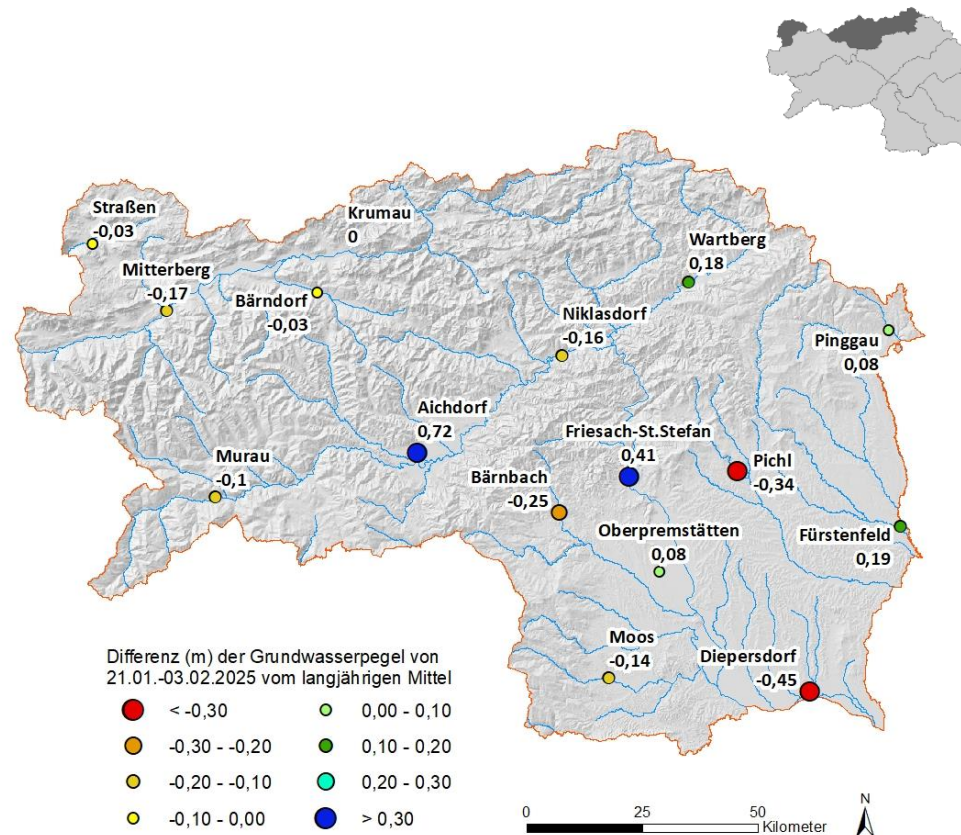 Straßen
-0,03
Krumau
0
Wartberg
0,18
Mitterberg
-0,17
Bärndorf
-0,03
Niklasdorf
-0,16
Pinggau
0,08
Aichdorf
0,72
Friesach-St.Stefan
0,41
Pichl
-0,34
Murau
-0,1
Bärnbach
-0,25
Oberpremstätten
0,08
Fürstenfeld
0,19
Moos
-0,14
Diepersdorf
-0,45
Differenz (m) der Grundwasserpegel von
21.01.-03.02.2025 vom langjährigen Mittel
< -0,30
0,00 - 0,10
-0,30 - -0,20
0,10 - 0,20
-0,20 - -0,10
0,20 - 0,30
-0,10 - 0,00
> 0,30
0 25 50
Kilometer
N